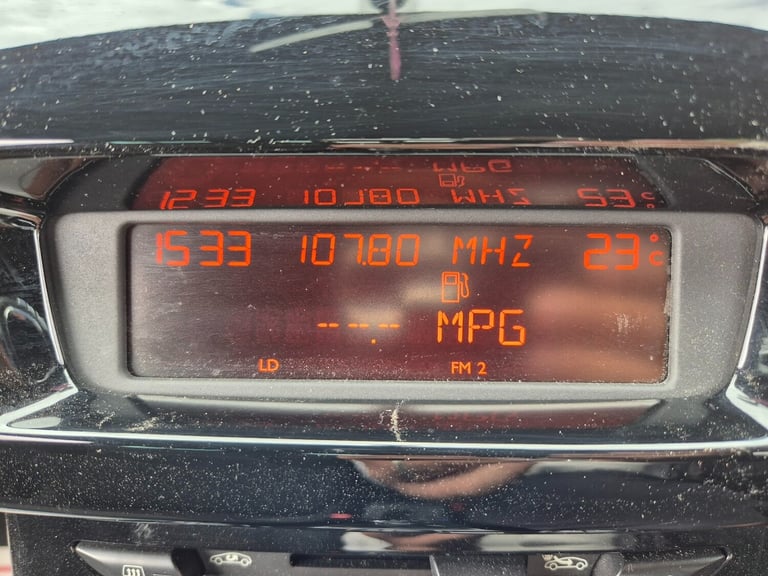 1533 107.80 MHZ 23°C
--.-- MPG
LD FM 2